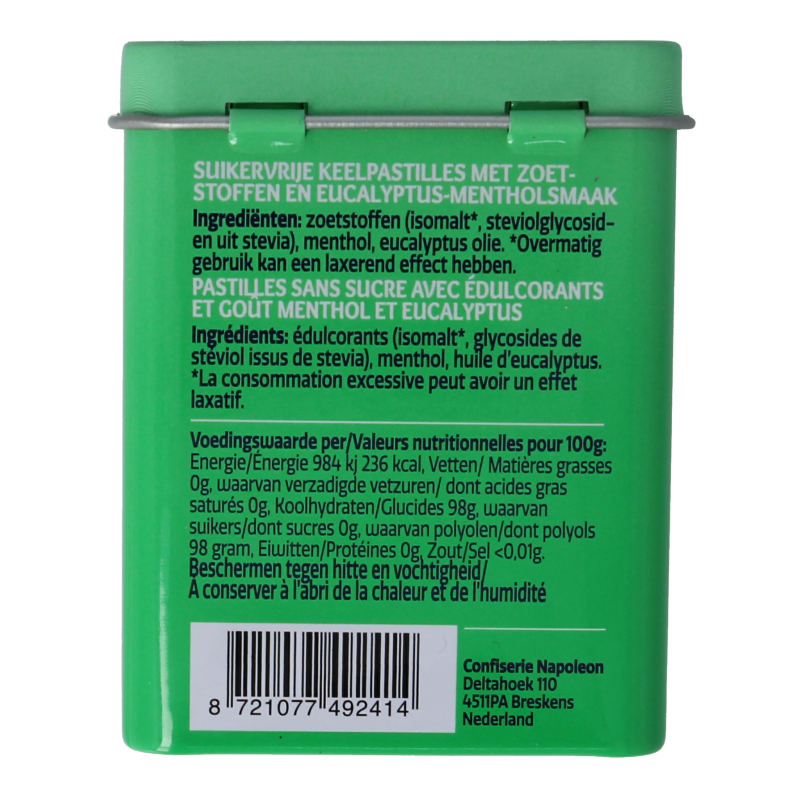 SUIKERVRIJE KEELPASTILLES MET ZOET-
STOFFEN EN EUCALYPTUS-MENTHOLSMAAK
Ingrediënten: zoetstoffen (isomalt*, steviolglycosid-
en uit stevia), menthol, eucalyptus olie. *Overmatig
gebruik kan een laxerend effect hebben.
PASTILLES SANS SUCRE AVEC ÉDULCORANTS
ET GOÛT MENTHOL ET EUCALYPTUS
Ingrédients: édulcorants (isomalt*, glycosides de
stéviol issus de stevia), menthol, huile d'eucalyptus.
*La consommation excessive peut avoir un effet
laxatif.
Voedingswaarde per/Valeurs nutritionnelles pour 100g:
Energie/Énergie 984 kj 236 kcal, Vetten/ Matières grasses
0g, waarvan verzadigde vetzuren/ dont acides gras
saturés 0g, Koolhydraten/Glucides 98g, waarvan
suikers/dont sucres 0g, waarvan polyolen/dont polyols
98 gram, Eiwitten/Protéines 0g, Zout/Sel <0,01g.
Beschermen tegen hitte en vochtigheid/
À conserver à l'abri de la chaleur et de l'humidité
8 721077 492414
Confiserie Napoleon
Deltahoek 110
4511PA Breskens
Nederland